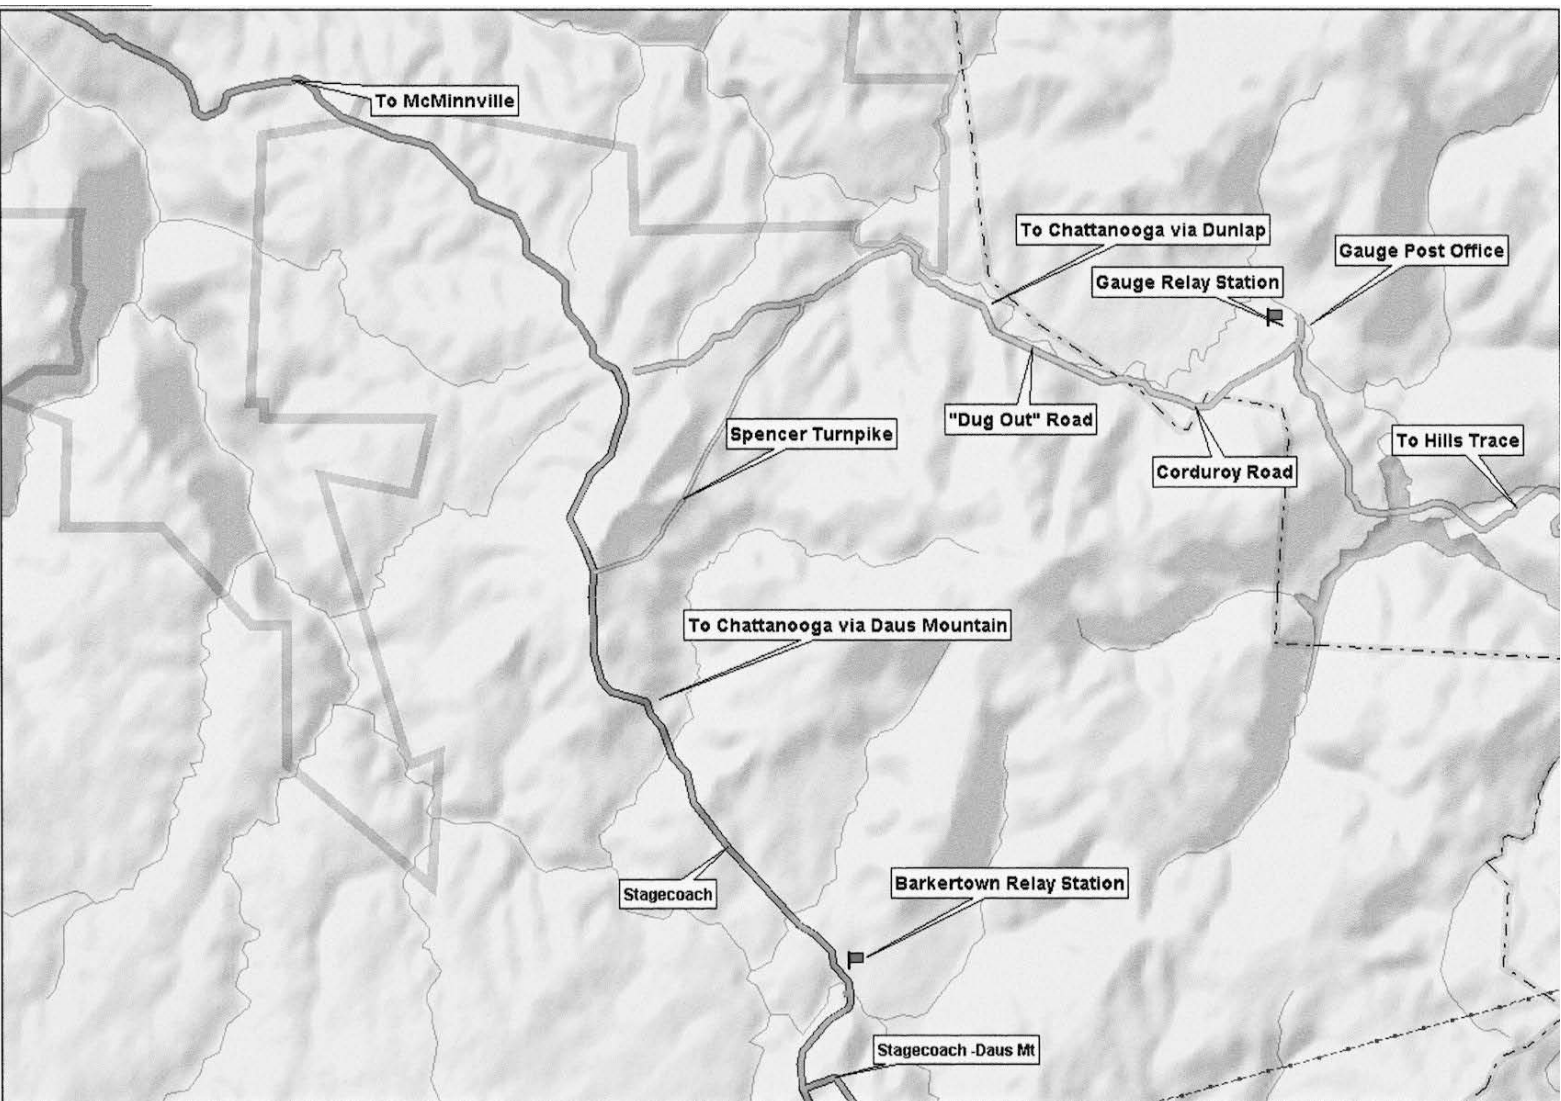 To McMinnville
To Chattanooga via Dunlap
Gauge Post Office
Gauge Relay Station
"Dug Out" Road
Spencer Turnpike
To Hills Trace
Corduroy Road
To Chattanooga via Daus Mountain
Stagecoach
Barkertown Relay Station
Stagecoach -Daus Mt